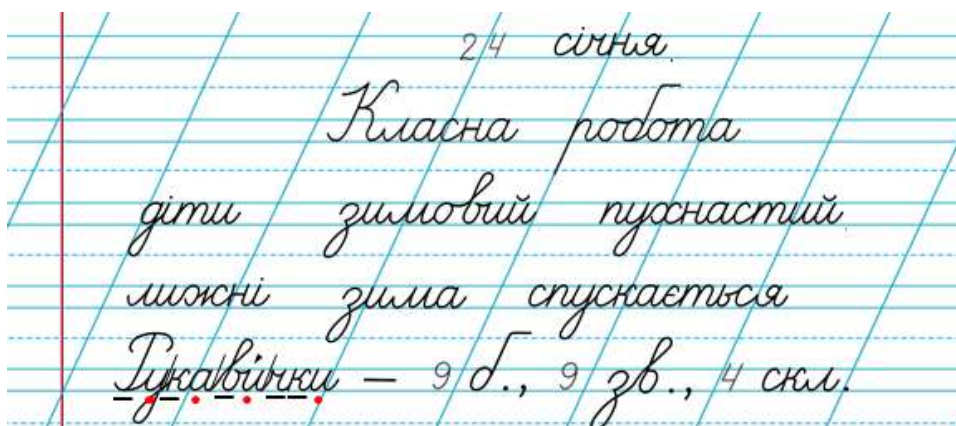 24 січня.
Класна робота
діти зимовий пухнастий
лижні зима спускається
Рукавички – 9 б., 9 зв., 4 скл.